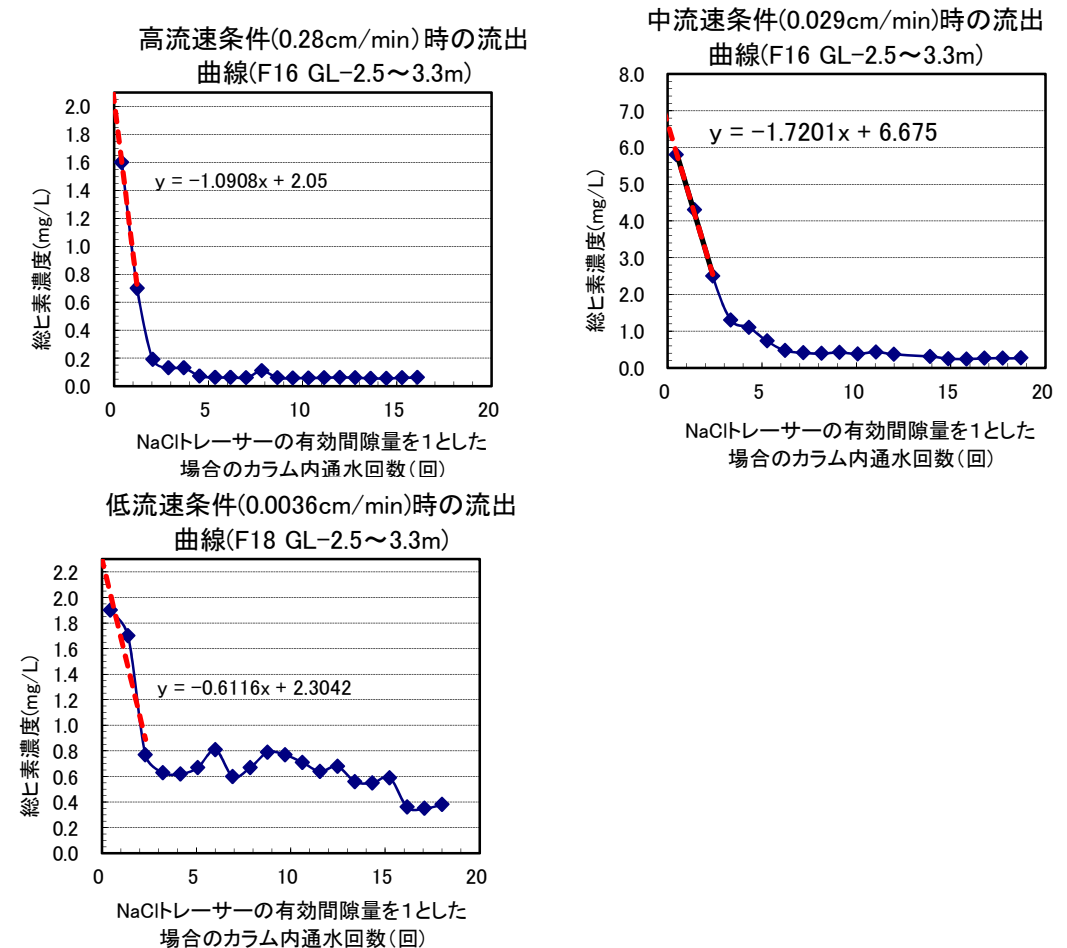 高流速条件(0.28cm/min)時の流出
曲線(F16 GL-2.5～3.3m)
総ヒ素濃度(mg/L)
2.0
1.8
1.6
1.4
1.2
1.0
0.8
0.6
0.4
0.2
0.0
y = -1.0908x + 2.05
0 5 10 15 20
NaClトレーサーの有効間隙量を1とした
場合のカラム内通水回数(回)
中流速条件(0.029cm/min)時の流出
曲線(F16 GL-2.5～3.3m)
総ヒ素濃度(mg/L)
8.0
7.0
6.0
5.0
4.0
3.0
2.0
1.0
0.0
y = -1.7201x + 6.675
0 5 10 15 20
NaClトレーサーの有効間隙量を1とした
場合のカラム内通水回数(回)
低流速条件(0.0036cm/min)時の流出
曲線(F18 GL-2.5～3.3m)
総ヒ素濃度(mg/L)
2.2
2.0
1.8
1.6
1.4
1.2
1.0
0.8
0.6
0.4
0.2
0.0
y = -0.6116x + 2.3042
0 5 10 15 20
NaClトレーサーの有効間隙量を1とした
場合のカラム内通水回数(回)